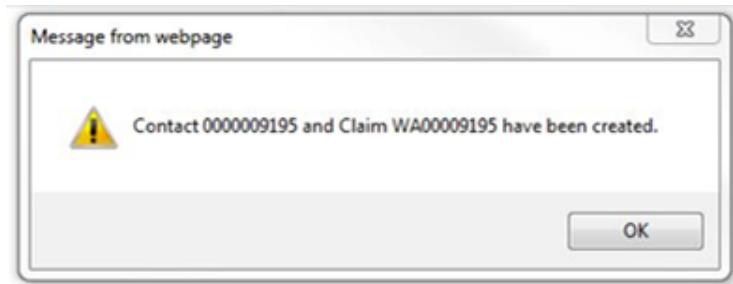 Message from webpage
Contact 0000009195 and Claim WA00009195 have been created.
OK